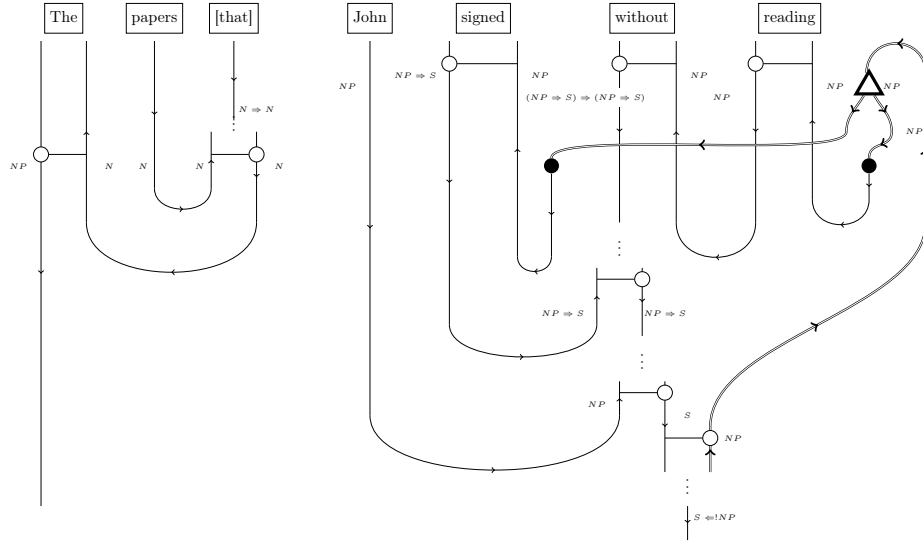 The papers [that] John signed without reading
NP NP ⇒ S NP NP NP NP
(NP ⇒ S) ⇒ (NP ⇒ S) NP
N ⇒ N
NP
NP N N N N
NP ⇒ S NP ⇒ S
NP
S
NP
S ⇐!NP